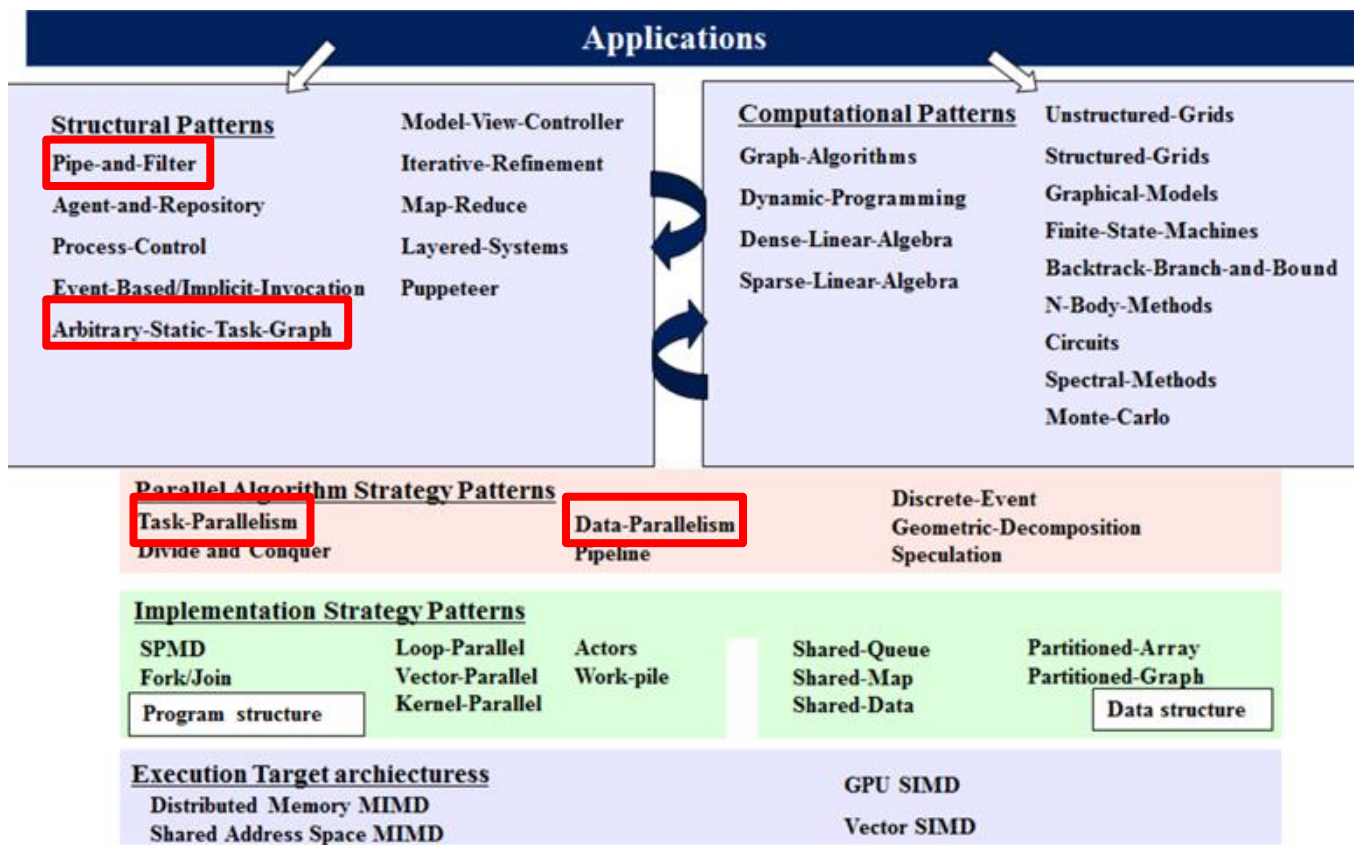 Applications
Structural Patterns
Pipe-and-Filter
Agent-and-Repository
Process-Control
Event-Based/Implicit-Invocation
Arbitrary-Static-Task-Graph
Model-View-Controller
Iterative-Refinement
Map-Reduce
Layered-Systems
Puppeteer
Computational Patterns
Graph-Algorithms
Dynamic-Programming
Dense-Linear-Algebra
Sparse-Linear-Algebra
Unstructured-Grids
Structured-Grids
Graphical-Models
Finite-State-Machines
Backtrack-Branch-and-Bound
N-Body-Methods
Circuits
Spectral-Methods
Monte-Carlo
Parallel Algorithm Strategy Patterns
Task-Parallelism
Divide and Conquer
Data-Parallelism
Pipeline
Discrete-Event
Geometric-Decomposition
Speculation
Implementation Strategy Patterns
SPMD
Fork/Join
Program structure
Loop-Parallel
Vector-Parallel
Kernel-Parallel
Actors
Work-pile
Shared-Queue
Shared-Map
Shared-Data
Partitioned-Array
Partitioned-Graph
Data structure
Execution Target archiecturess
Distributed Memory MIMD
Shared Address Space MIMD
GPU SIMD
Vector SIMD